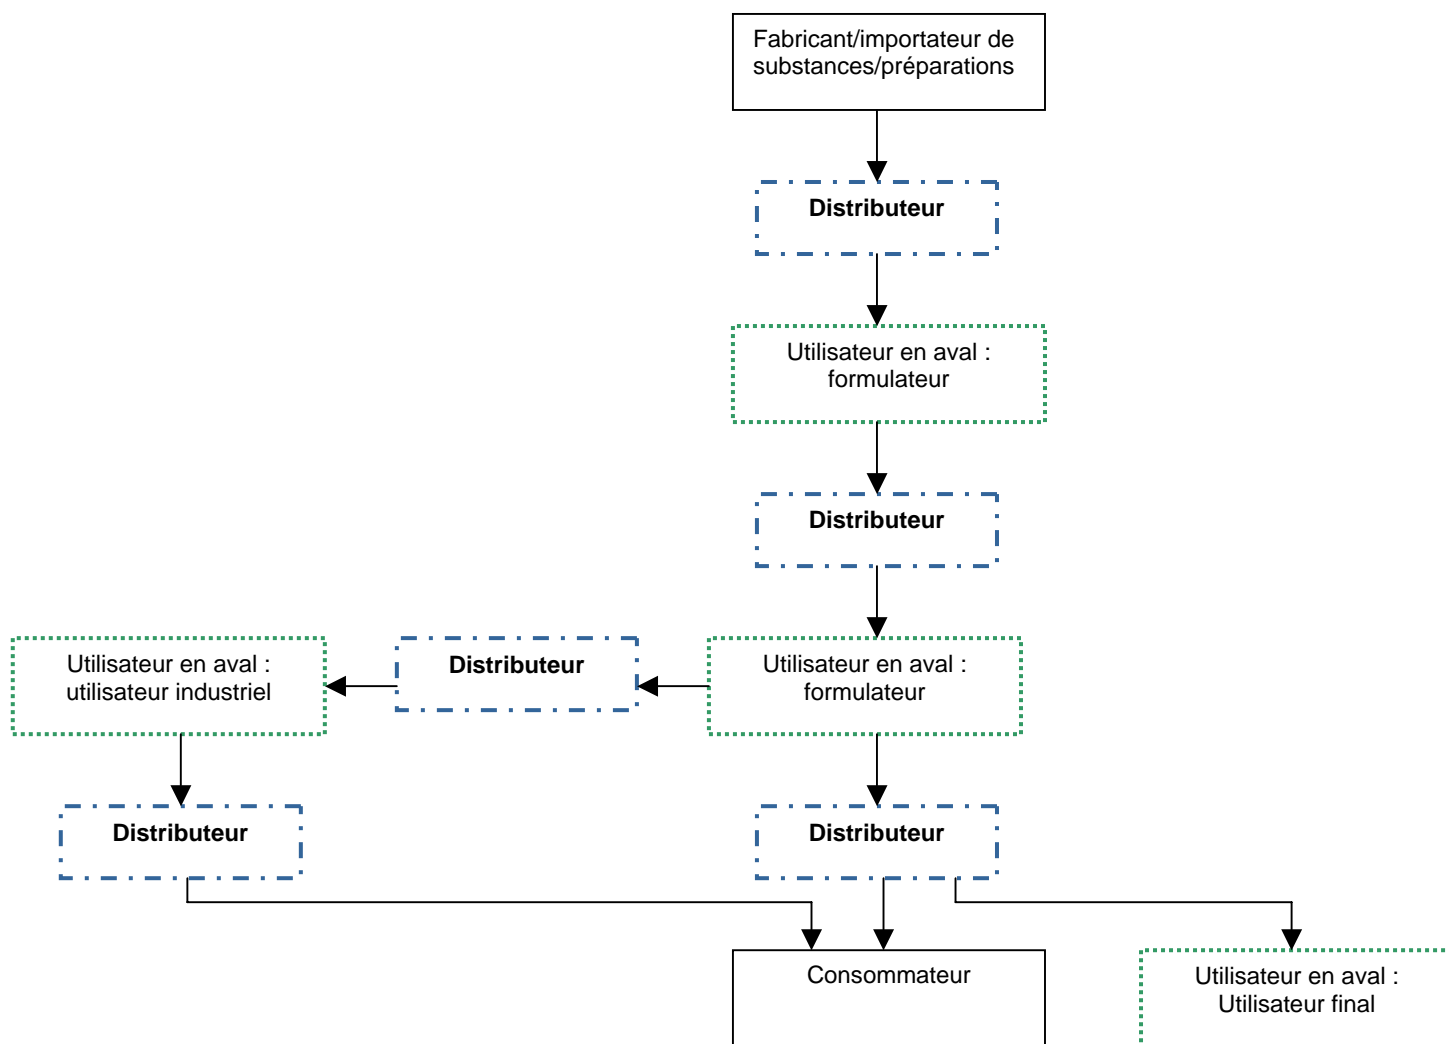 Fabricant/importateur de
substances/préparations
Distributeur
Utilisateur en aval :
formulateur
Distributeur
Utilisateur en aval :
utilisateur industriel
Distributeur
Utilisateur en aval :
formulateur
Distributeur
Distributeur
Consommateur
Utilisateur en aval :
Utilisateur final